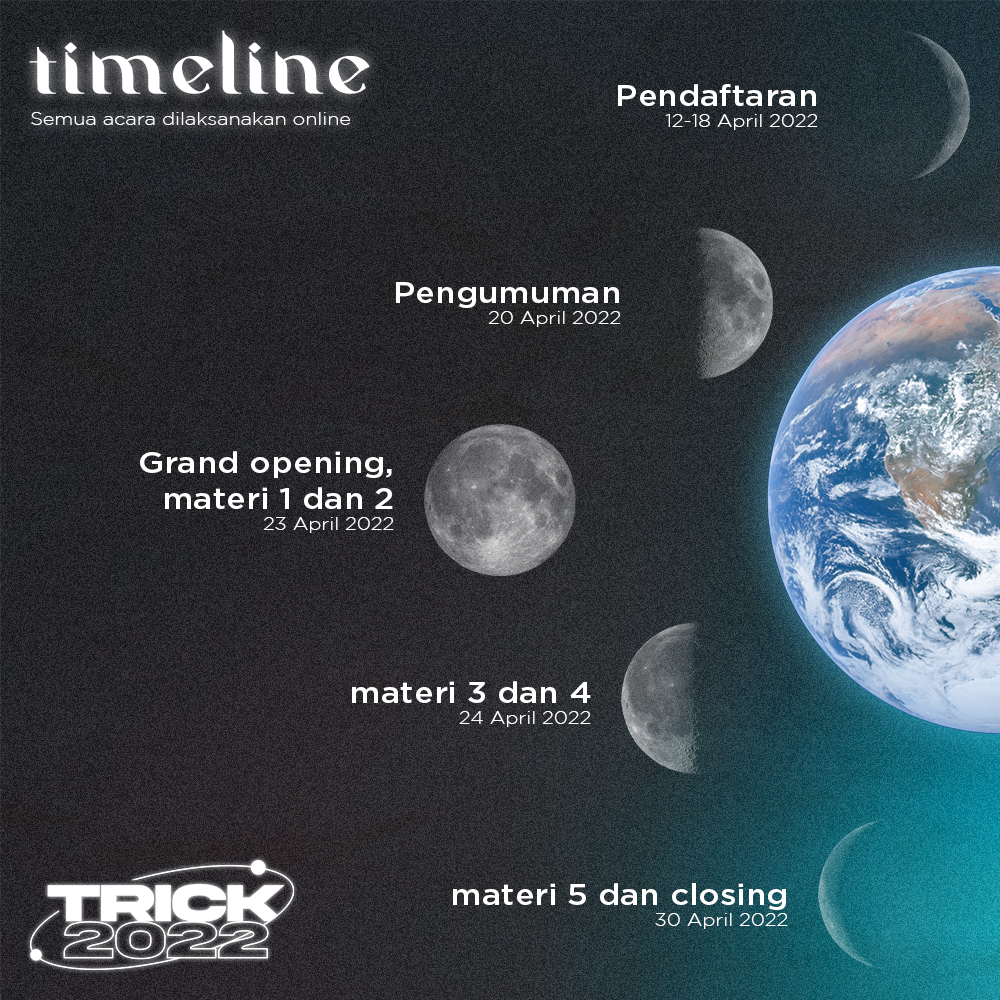 timeline
Semua acara dilaksanakan online
Pendaftaran
12-18 April 2022
Pengumuman
20 April 2022
Grand opening,
materi 1 dan 2
23 April 2022
materi 3 dan 4
24 April 2022
materi 5 dan closing
30 April 2022
TRICK
2022